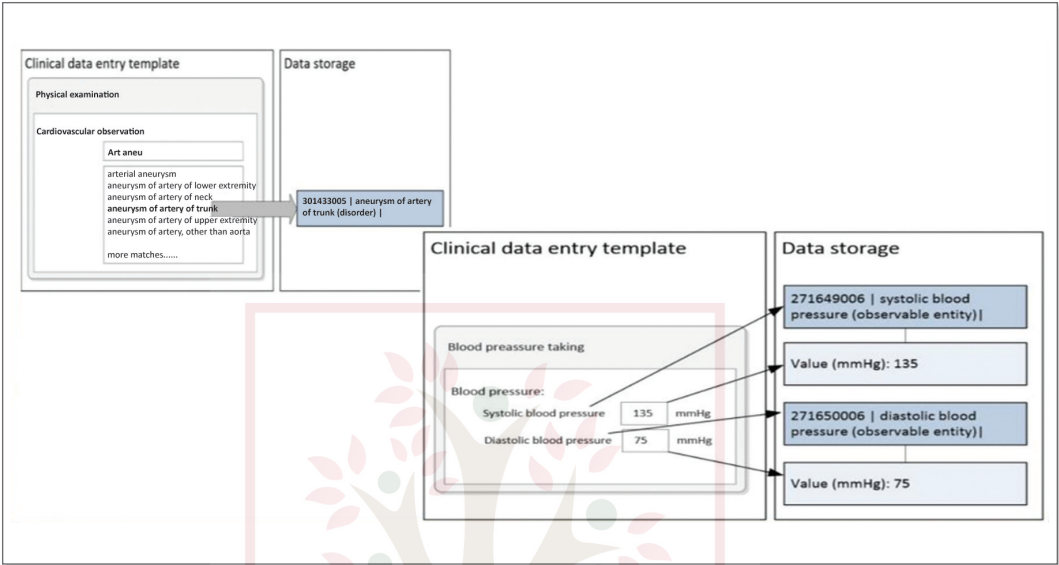 Clinical data entry template
Data storage
Physical examination
Cardiovascular observation
Art aneu
arterial aneurysm
aneurysm of artery of lower extremity
aneurysm of artery of neck
aneurysm of artery of trunk
aneurysm of artery of upper extremity
aneurysm of artery, other than aorta
more matches......
301433005 | aneurysm of artery
of trunk (disorder) |
Clinical data entry template
Data storage
Blood preassure taking
Blood pressure:
Systolic blood pressure 135 mmHg
Diastolic blood pressure 75 mmHg
271649006 | systolic blood
pressure (observable entity)|
Value (mmHg): 135
271650006 | diastolic blood
pressure (observable entity)|
Value (mmHg): 75